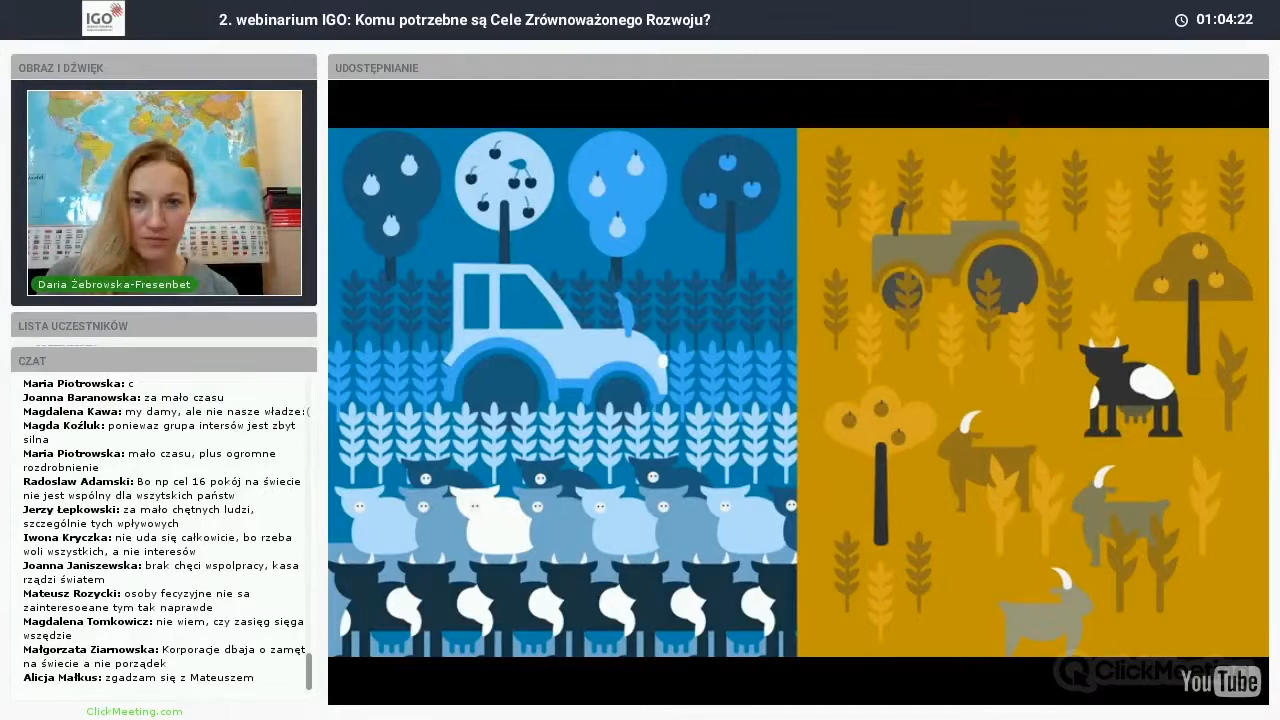 IGO
2. webinarium IGO: Komu potrzebne są Cele Zrównoważonego Rozwoju?
01:04:22
OBRAZ I DŹWIĘK
UDOSTĘPNIANIE
Daria Żebrowska-Fresenbet
LISTA UCZESTNIKÓW
CZAT
Maria Piotrowska: c
Joanna Baranowska: za mało czasu
Magdalena Kawa: my damy, ale nie nasze władze:(
Magda Koźluk: poniewaz grupa intersów jest zbyt
silna
Maria Piotrowska: mało czasu, plus ogromne
rozdrobnienie
Radoslaw Adamski: Bo np cel 16 pokój na świecie
nie jest wspólny dla wszytskich państw
Jerzy Łepkowski: za mało chętnych ludzi,
szczególnie tych wpływowych
Iwona Kryczka: nie uda się całkowicie, bo rzeba
woli wszystkich, a nie interesów
Joanna Janiszewska: brak chęci wspolpracy, kasa
rządzi światem
Mateusz Rozycki: osoby fecyzyjne nie sa
zainteresoeane tym tak naprawde
Magdalena Tomkowicz: nie wiem, czy zasięg sięga
wszędzie
Małgorzata Ziarnowska: Korporacje dbaja o zamęt
na świecie a nie porządek
Alicja Małkus: zgadzam się z Mateuszem
ClickMeeting
YouTube
ClickMeeting.com